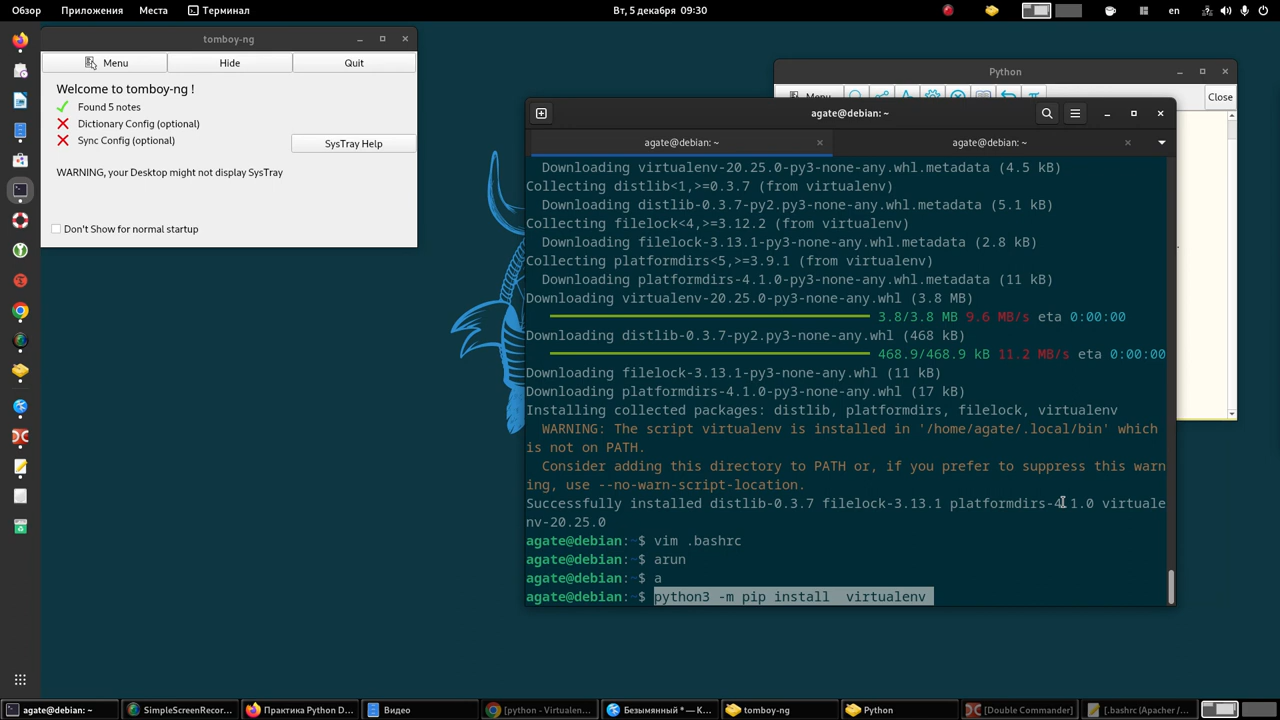 Обзор Приложения Места Терминал Вт, 5 декабря 09:30 en
tomboy-ng
Menu Hide Quit
Welcome to tomboy-ng !
Found 5 notes
Dictionary Config (optional)
Sync Config (optional)
SysTray Help
WARNING, your Desktop might not display SysTray
Don't Show for normal startup
Python
Menu Close
agate@debian: ~
agate@debian: ~ agate@debian: ~
Downloading virtualenv-20.25.0-py3-none-any.whl.metadata (4.5 kB)
Collecting distlib<1,>=0.3.7 (from virtualenv)
Downloading distlib-0.3.7-py2.py3-none-any.whl.metadata (5.1 kB)
Collecting filelock<4,>=3.12.2 (from virtualenv)
Downloading filelock-3.13.1-py3-none-any.whl.metadata (2.8 kB)
Collecting platformdirs<5,>=3.9.1 (from virtualenv)
Downloading platformdirs-4.1.0-py3-none-any.whl.metadata (11 kB)
Downloading virtualenv-20.25.0-py3-none-any.whl (3.8 MB)
3.8/3.8 MB 9.6 MB/s eta 0:00:00
Downloading distlib-0.3.7-py2.py3-none-any.whl (468 kB)
468.9/468.9 kB 11.2 MB/s eta 0:00:00
Downloading filelock-3.13.1-py3-none-any.whl (11 kB)
Downloading platformdirs-4.1.0-py3-none-any.whl (17 kB)
Installing collected packages: distlib, platformdirs, filelock, virtualenv
WARNING: The script virtualenv is installed in '/home/agate/.local/bin' which
is not on PATH.
Consider adding this directory to PATH or, if you prefer to suppress this warn
ing, use --no-warn-script-location.
Successfully installed distlib-0.3.7 filelock-3.13.1 platformdirs-4.1.0 virtuale
nv-20.25.0
agate@debian:~$ vim .bashrc
agate@debian:~$ arun
agate@debian:~$ a
agate@debian:~$ python3 -m pip install  virtualenv
agate@debian: ~ SimpleScreenRecor... Практика Python D... Видео [python - Virtualen... Безымянный * — K... tomboy-ng Python [Double Commander] [.bashrc (Apacher /...